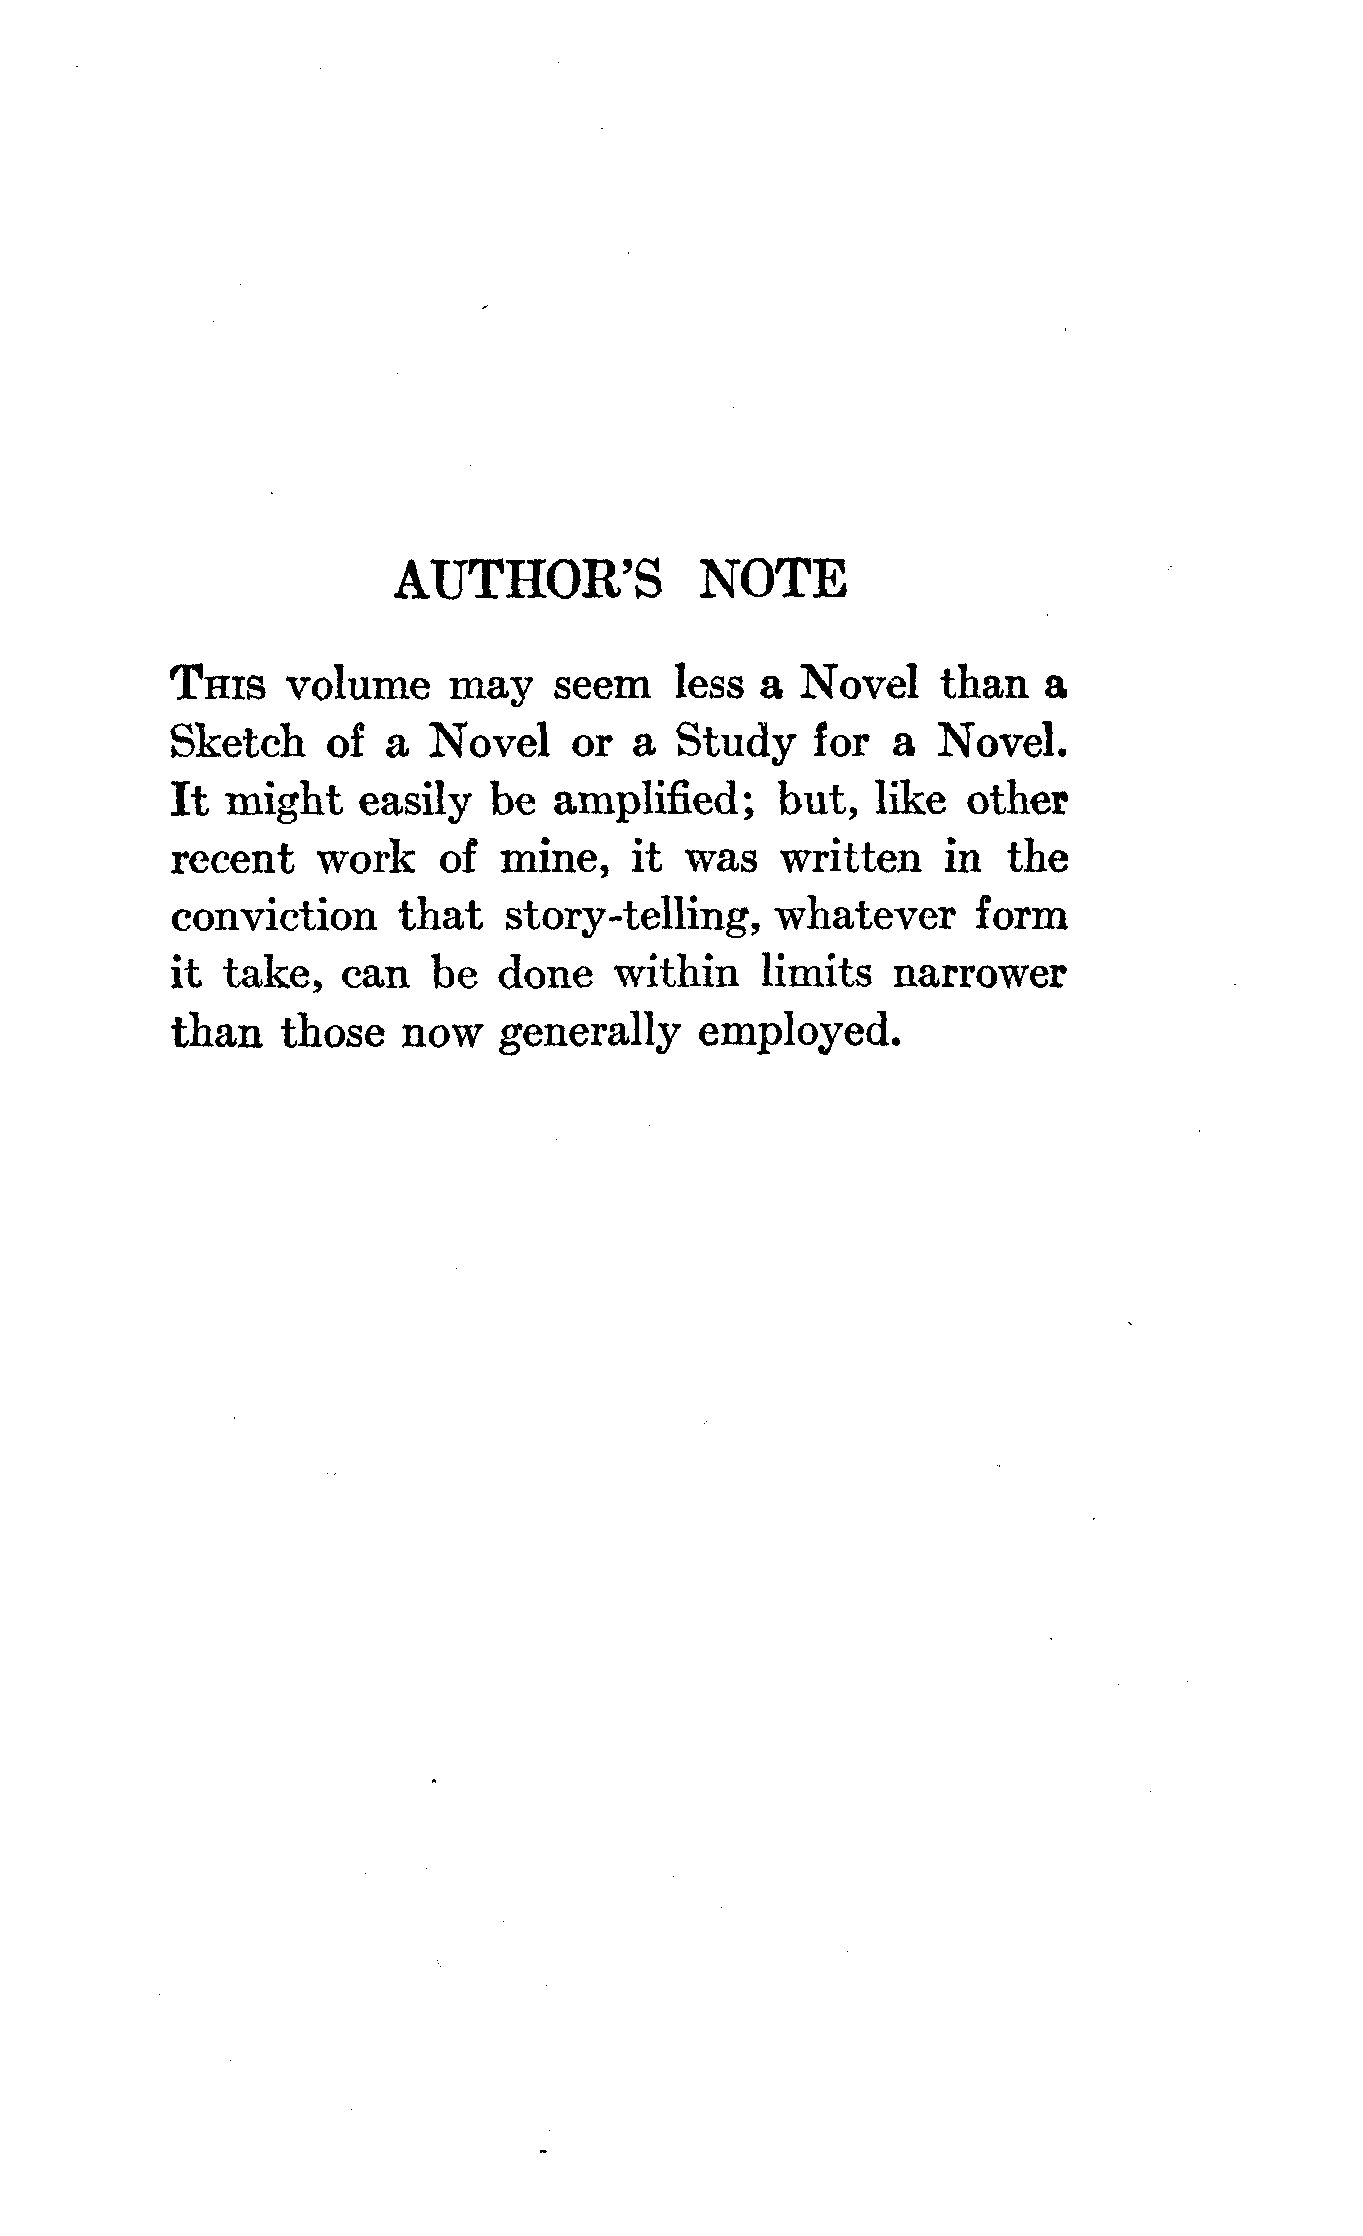 AUTHOR'S NOTE
THIS volume may seem less a Novel than a
Sketch of a Novel or a Study for a Novel.
It might easily be amplified; but, like other
recent work of mine, it was written in the
conviction that story-telling, whatever form
it take, can be done within limits narrower
than those now generally employed.